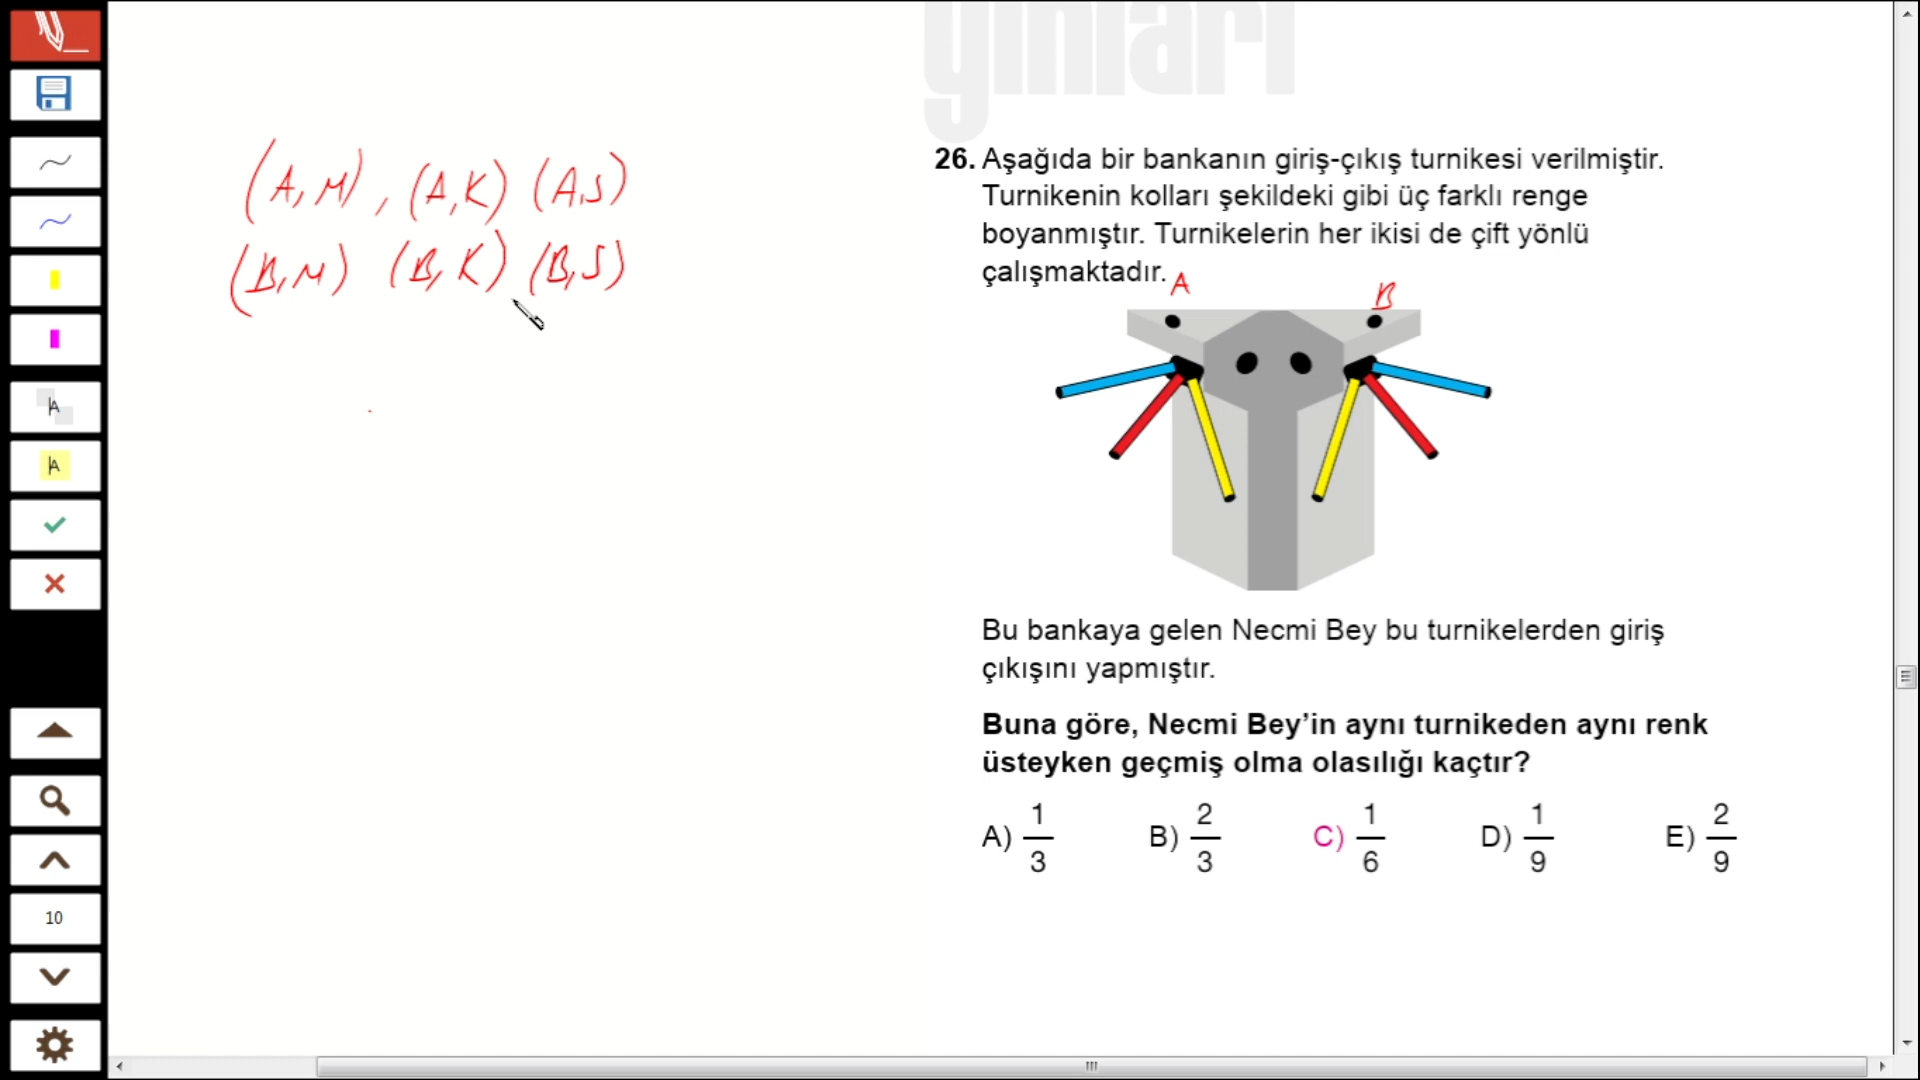 yınları
(A,M), (A,K) (A,S)
(B,M) (B,K) (B,S)
26. Aşağıda bir bankanın giriş-çıkış turnikesi verilmiştir.
Turnikenin kolları şekildeki gibi üç farklı renge
boyanmıştır. Turnikelerin her ikisi de çift yönlü
çalışmaktadır.
A
B
Bu bankaya gelen Necmi Bey bu turnikelerden giriş
çıkışını yapmıştır.
Buna göre, Necmi Bey'in aynı turnikeden aynı renk
üsteyken geçmiş olma olasılığı kaçtır?
A) 1/3 B) 2/3 C) 1/6 D) 1/9 E) 2/9
A
A
10